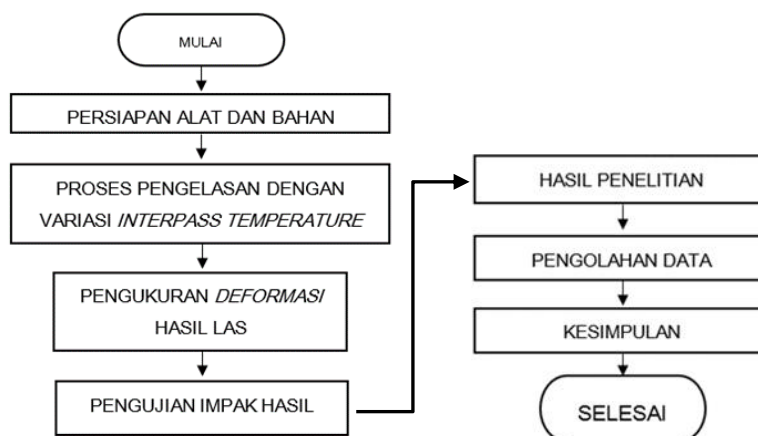 MULAI
PERSIAPAN ALAT DAN BAHAN
PROSES PENGELASAN DENGAN
VARIASI INTERPASS TEMPERATURE
PENGUKURAN DEFORMASI
HASIL LAS
PENGUJIAN IMPAK HASIL
HASIL PENELITIAN
PENGOLAHAN DATA
KESIMPULAN
SELESAI